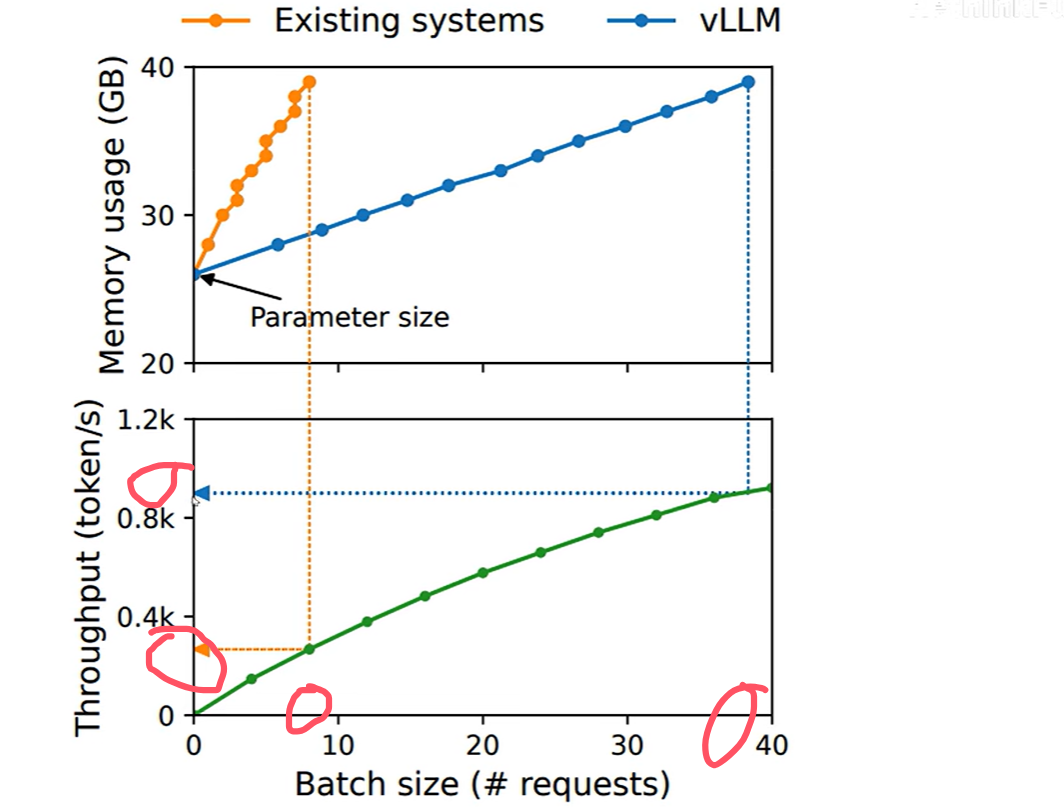 Existing systems
vLLM
Memory usage (GB)
40
30
20
Parameter size
Throughput (token/s)
1.2k
0.8k
0.4k
0
0 10 20 30 40
Batch size (# requests)